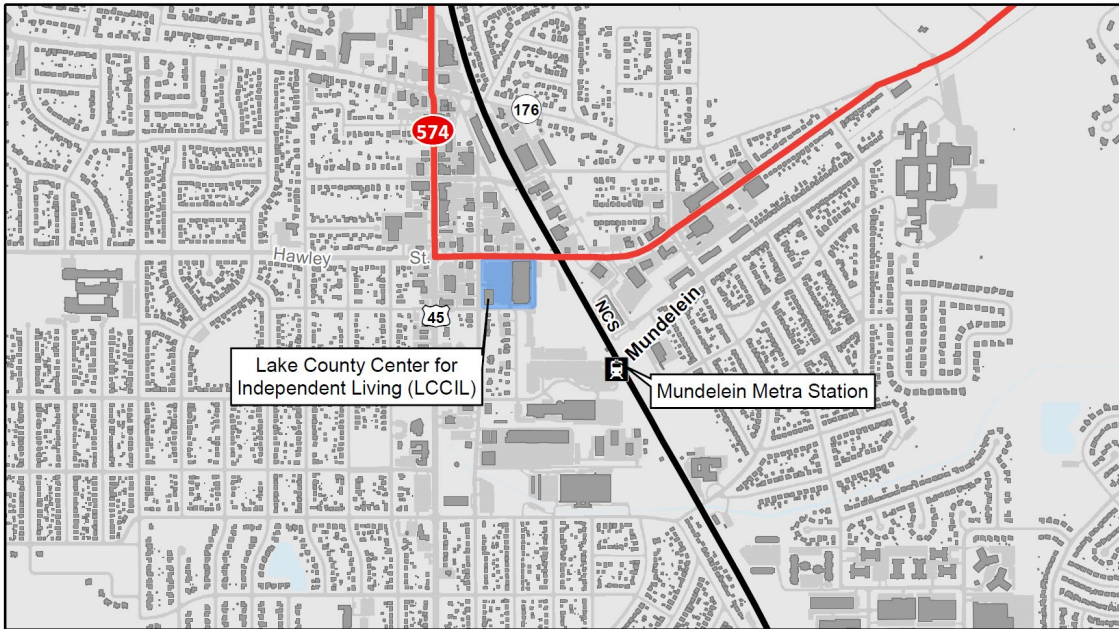 176
574
Hawley St.
45
NCS
Mundelein
Lake County Center for
Independent Living (LCCIL)
Mundelein Metra Station